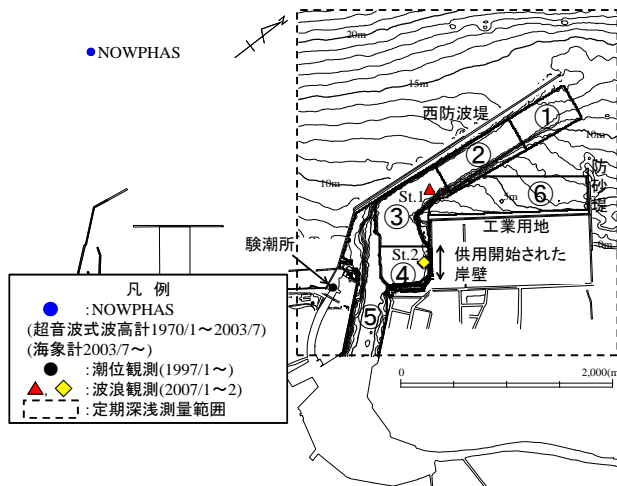 NOWPHAS
20m
15m
西防波堤
①
②
10m
10m
St.1
5m
⑥
防砂堤
③
工業用地
験潮所
St.2
供用開始された
岸壁
④
⑤
凡 例
:NOWPHAS
(超音波式波高計1970/1～2003/7)
(海象計2003/7～)
:潮位観測(1997/1～)
, :波浪観測(2007/1～2)
:定期深浅測量範囲
0
2,000(m